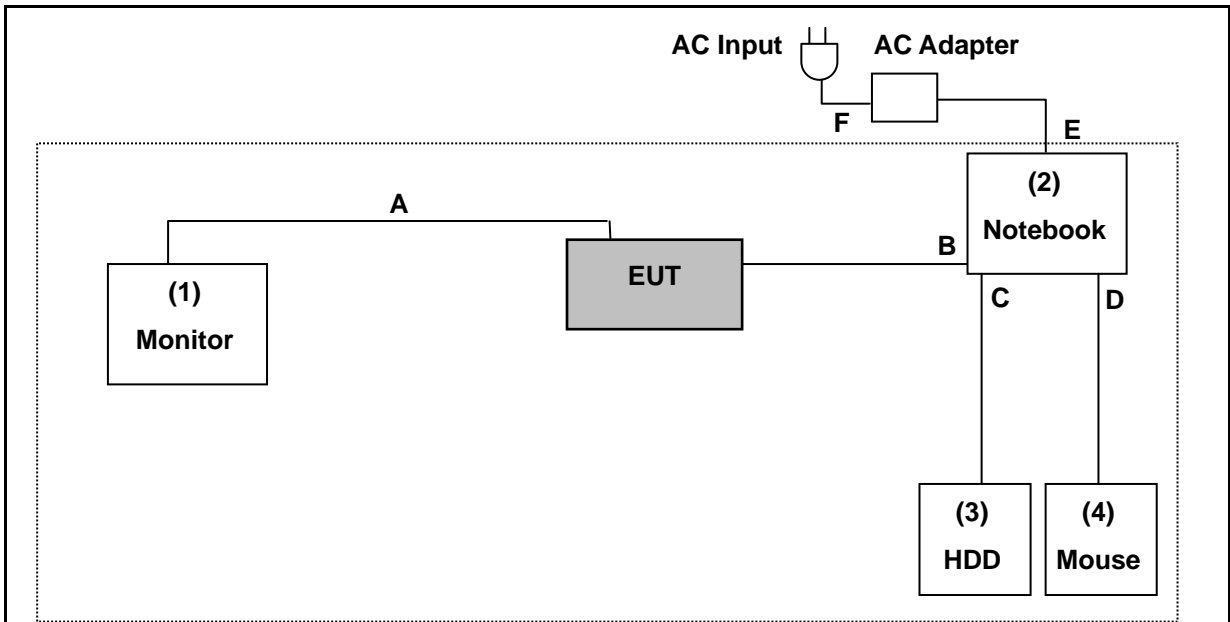 AC Input
AC Adapter
F
E
A
(2)
Notebook
B
EUT
(1)
Monitor
C
D
(3)
HDD
(4)
Mouse